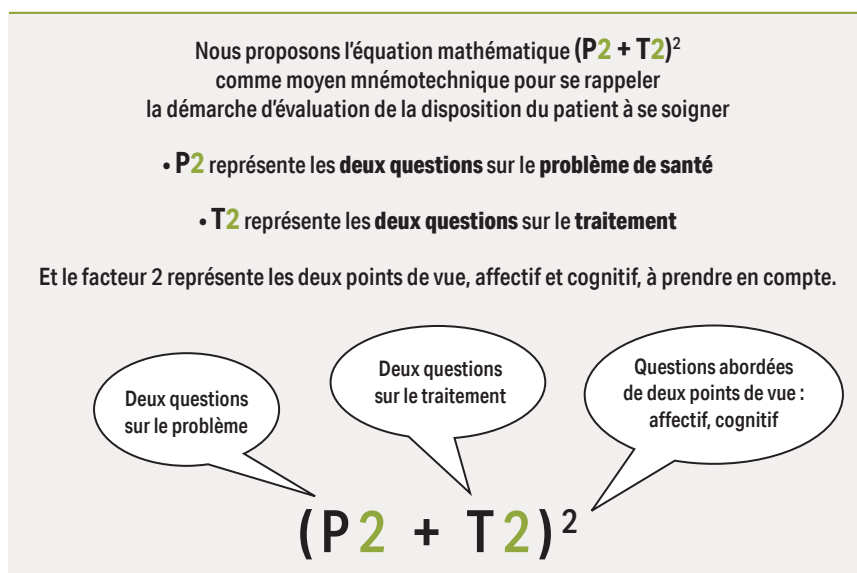 Nous proposons l'équation mathématique (P2 + T2)²
comme moyen mnémotechnique pour se rappeler
la démarche d'évaluation de la disposition du patient à se soigner
• P2 représente les deux questions sur le problème de santé
• T2 représente les deux questions sur le traitement
Et le facteur 2 représente les deux points de vue, affectif et cognitif, à prendre en compte.
Deux questions
sur le problème
Deux questions
sur le traitement
Questions abordées
de deux points de vue :
affectif, cognitif
(P2 + T2)²